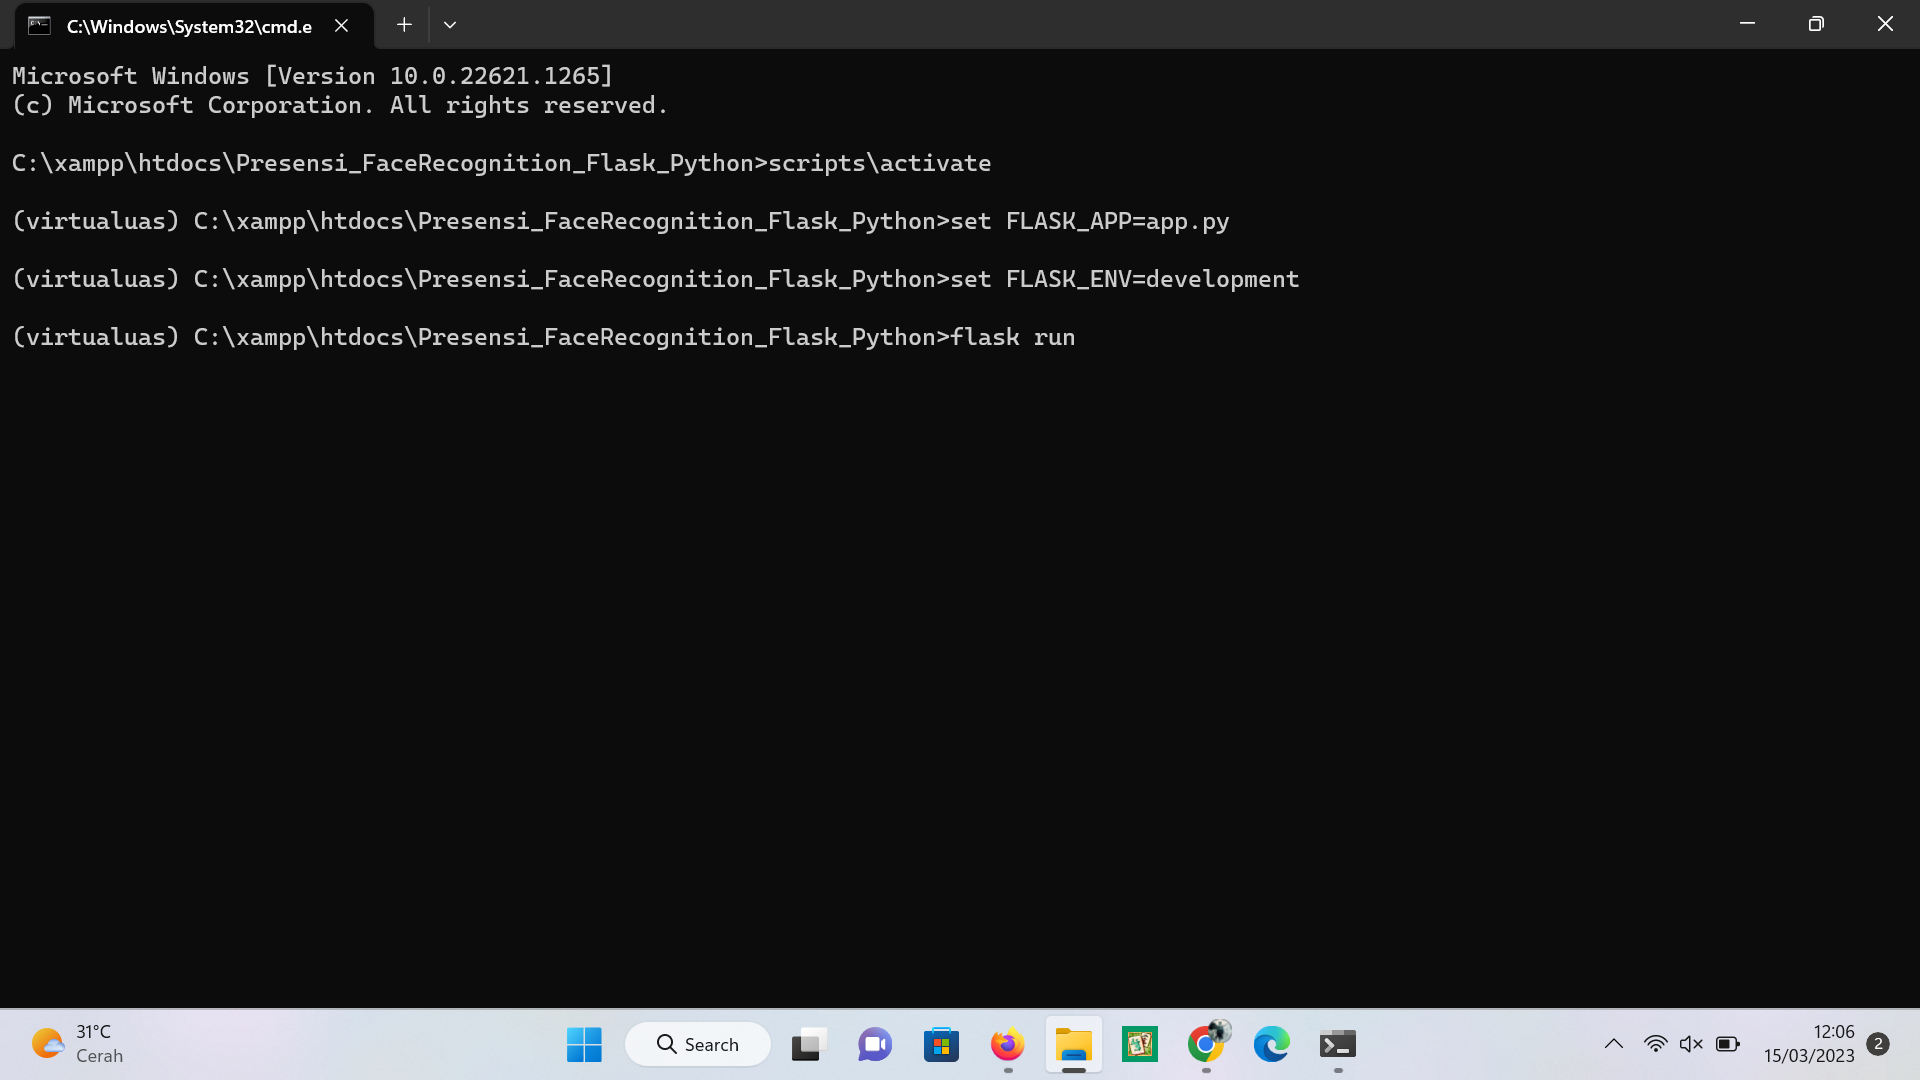 C:\Windows\System32\cmd.e
Microsoft Windows [Version 10.0.22621.1265]
(c) Microsoft Corporation. All rights reserved.
C:\xampp\htdocs\Presensi_FaceRecognition_Flask_Python>scripts\activate
(virtualuas) C:\xampp\htdocs\Presensi_FaceRecognition_Flask_Python>set FLASK_APP=app.py
(virtualuas) C:\xampp\htdocs\Presensi_FaceRecognition_Flask_Python>set FLASK_ENV=development
(virtualuas) C:\xampp\htdocs\Presensi_FaceRecognition_Flask_Python>flask run
31°C
Cerah
Search
12:06
15/03/2023
2